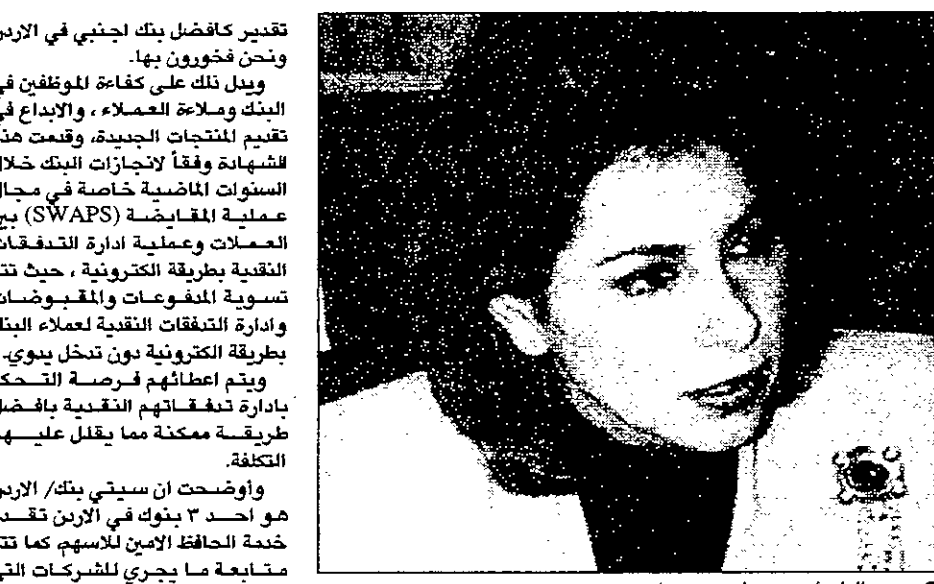 تقدير كافضل بنك اجنبي في الاردن
ونحن فخورون بها.
ويدل ذلك على كفاءة الموظفين في
البنك وملاءة العملاء ، والابداع في
تقديم المنتجات الجديدة، وقدمت هذه
الشهادة وفقاً لانجازات البنك خلال
السنوات الماضية خاصة في مجال
عملية المقايضة (SWAPS) بين
العملات وعملية ادارة التدفقات
النقدية بطريقة الكترونية ، حيث تتم
تسوية المدفوعات والمقبوضات
وادارة التدفقات النقدية لعملاء البنك
بطريقة الكترونية دون تدخل يدوي.
ويتم اعطائهم فرصة التحكم
بادارة تدفقاتهم النقدية بافضل
طريقة ممكنة مما يقلل عليهم
التكلفة.
وأوضحت ان سيتي بنك/ الاردن
هو احد ٣ بنوك في الاردن تقدم
خدمة الحافظ الامين للاسهم كما تتم
متابعة ما يجري للشركات التي